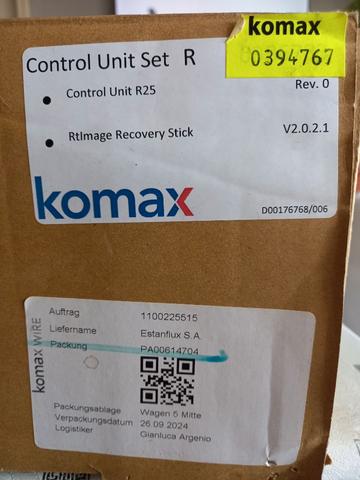 komax
0394767
Control Unit Set R
Control Unit R25 Rev. 0
RtImage Recovery Stick V2.0.2.1
komax
D00176768/006
komax WIRE
Auftrag 1100225515
Liefername Estanflux S.A.
Packung PA00614704
Packungsablage Wagen 5 Mitte
Verpackungsdatum 26.09.2024
Logistiker Gianluca Argenio